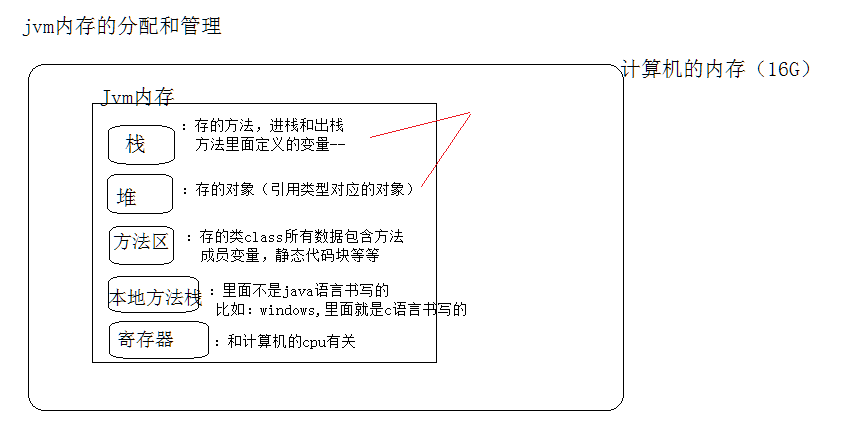 jvm内存的分配和管理
计算机的内存（16G）
Jvm内存
栈
：存的方法，进栈和出栈
方法里面定义的变量--
堆
：存的对象（引用类型对应的对象）
方法区
：存的类class所有数据包含方法
成员变量，静态代码块等等
本地方法栈
：里面不是java语言书写的
比如：windows,里面就是c语言书写的
寄存器
：和计算机的cpu有关